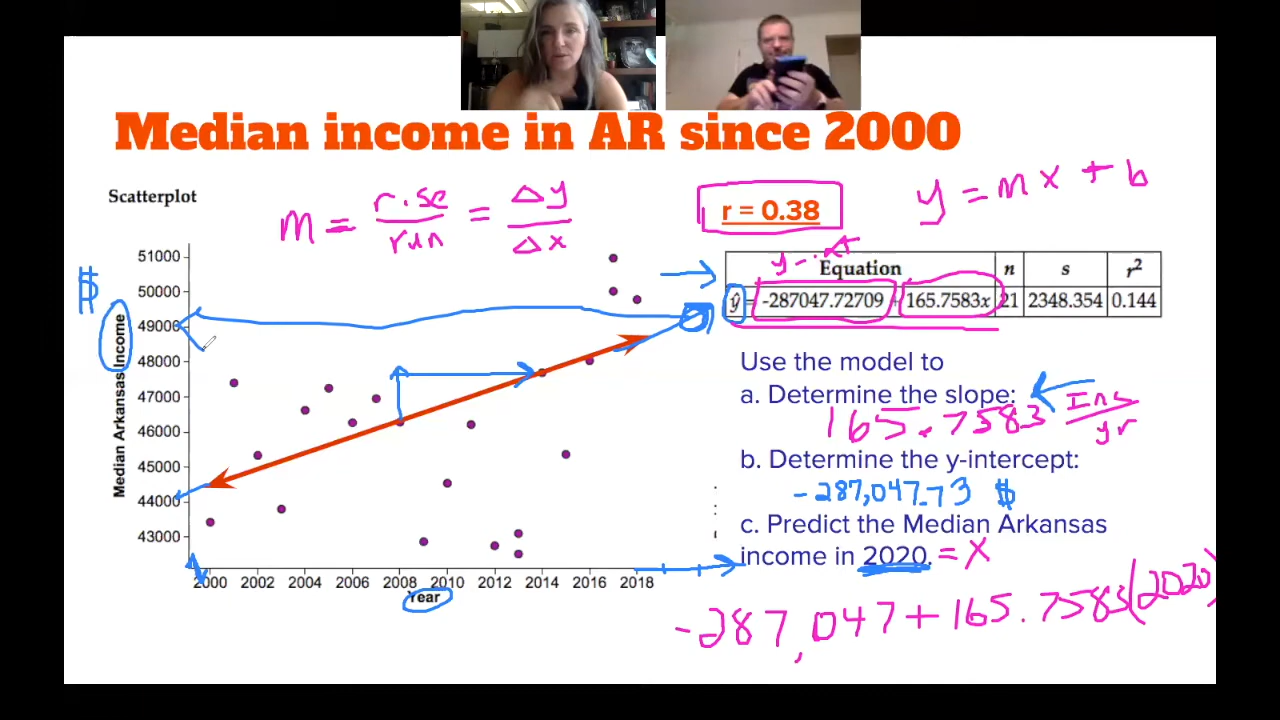 Median income in AR since 2000
Scatterplot
m = rise/run = Δy/Δx
r = 0.38
y = mx + b
$
Median Arkansas Income
51000
50000
49000
48000
47000
46000
45000
44000
43000
2000 2002 2004 2006 2008 2010 2012 2014 2016 2018
Year
Equation n s r²
ŷ = -287047.72709 165.7583x 21 2348.354 0.144
Use the model to
a. Determine the slope:
165.7583 yr
b. Determine the y-intercept:
-287,047.73 $
c. Predict the Median Arkansas
income in 2020. = x
-287,047 + 165.7583(2020)